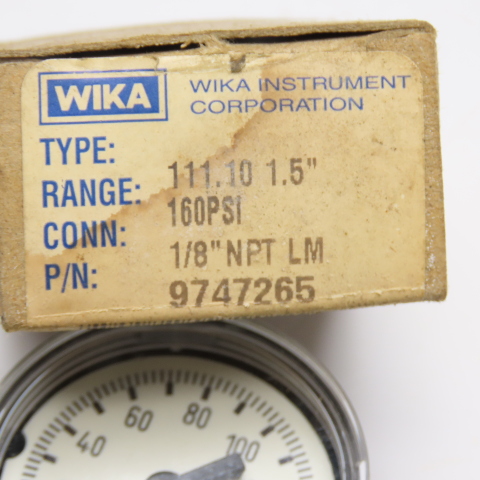 WIKA
WIKA INSTRUMENT
CORPORATION
TYPE: 111.10 1.5"
RANGE: 160PSI
CONN: 1/8" NPT LM
P/N: 9747265
40 60 80 100